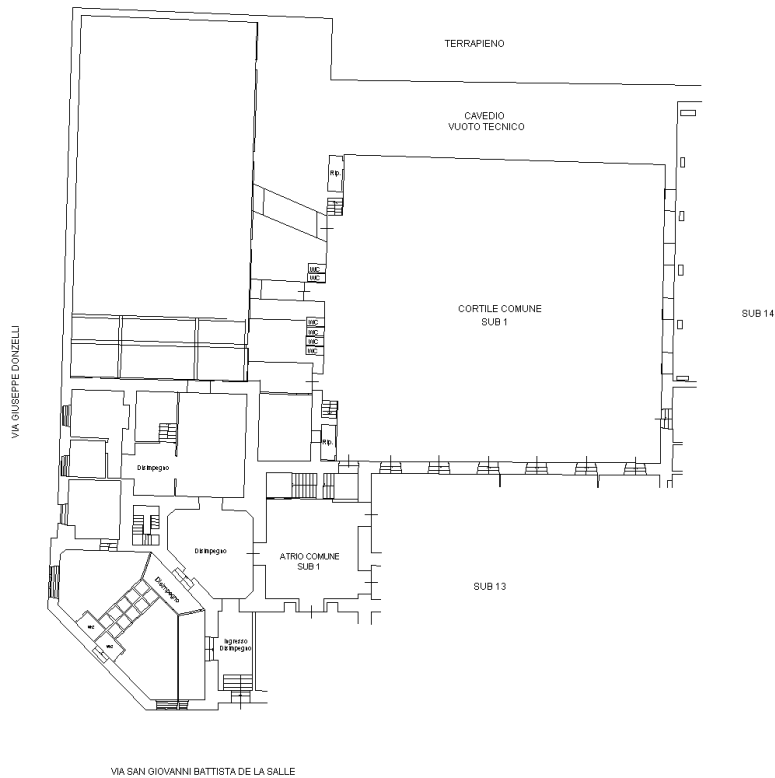 TERRAPIENO
CAVEDIO
VUOTO TECNICO
Rip.
WC
WC
CORTILE COMUNE
SUB 1
SUB 14
WC
WC
WC
WC
VIA GIUSEPPE DONZELLI
Rip.
Disimpegno
Disimpegno
ATRIO COMUNE
SUB 1
Disimpegno
SUB 13
Ingresso
Disimpegno
VIA SAN GIOVANNI BATTISTA DE LA SALLE